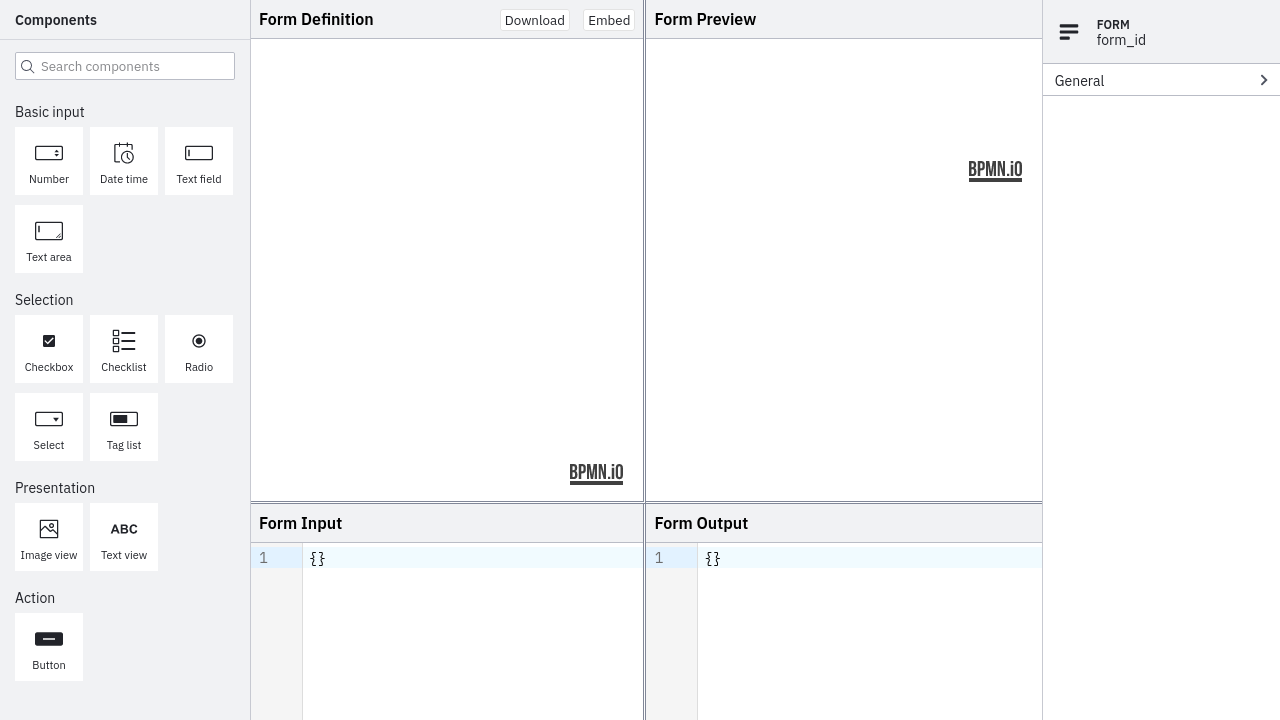 Components
Search components
Basic input
Number
Date time
Text field
Text area
Selection
Checkbox
Checklist
Radio
Select
Tag list
Presentation
Image view
ABC
Text view
Action
Button
Form Definition
Download
Embed
BPMN.iO
Form Preview
BPMN.iO
Form Input
1
{}
Form Output
1
{}
FORM
form_id
General